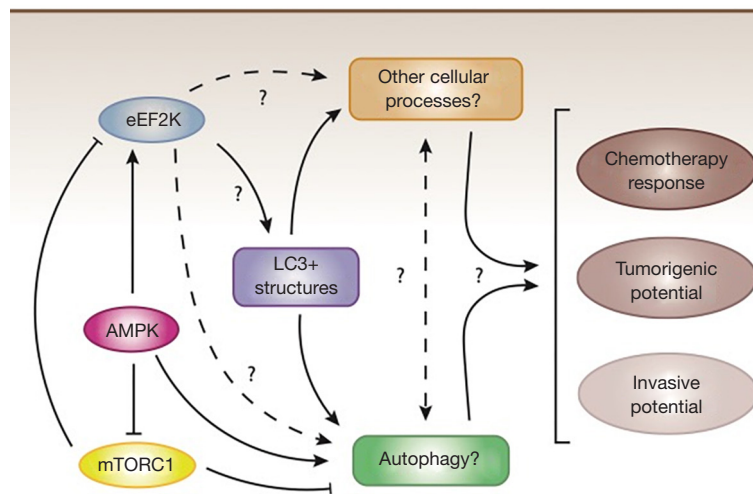 Other cellular
processes?
?
eEF2K
Chemotherapy
response
?
LC3+
structures
?
?
Tumorigenic
potential
AMPK
?
Invasive
potential
mTORC1
Autophagy?